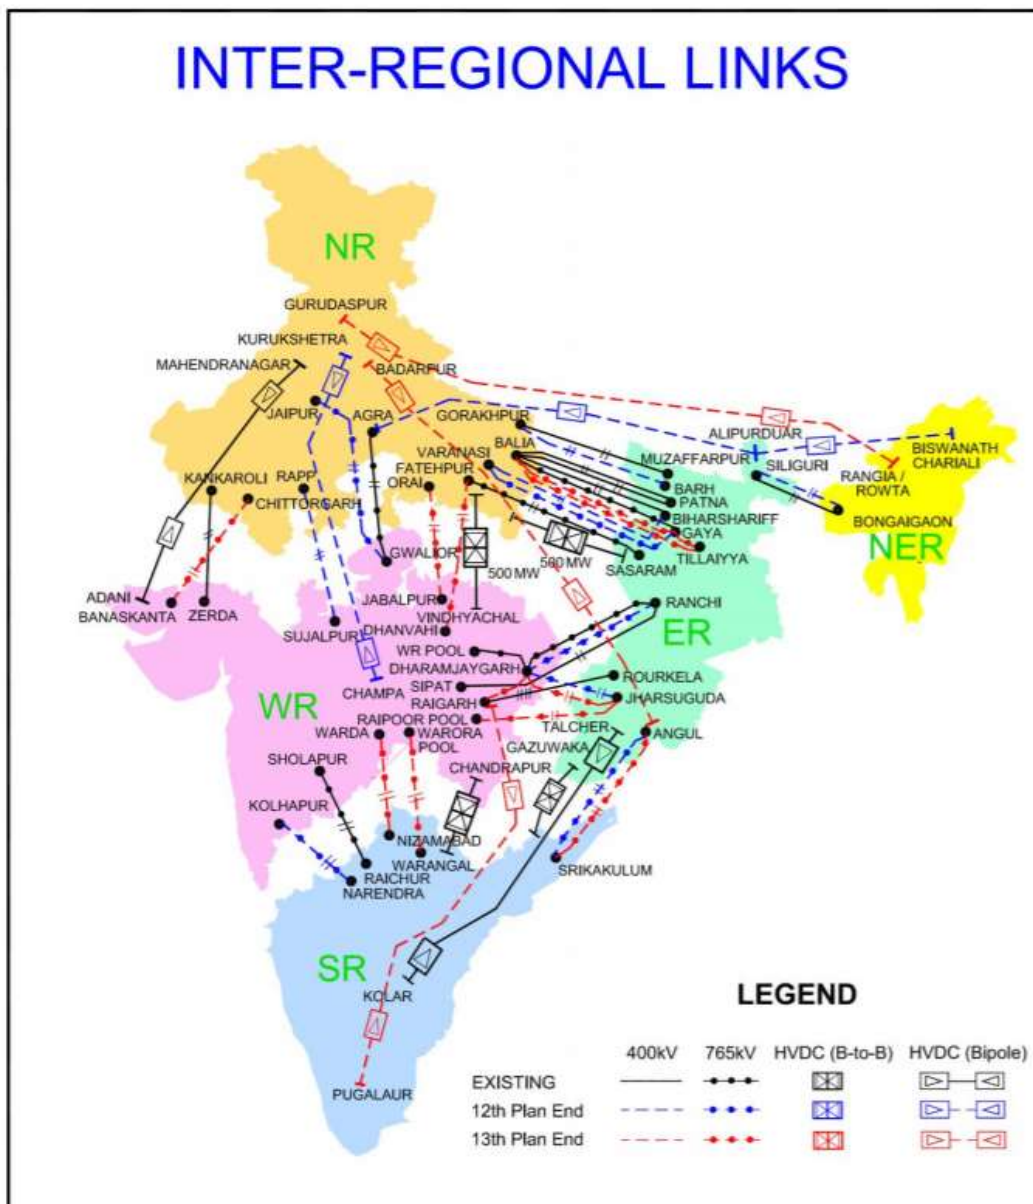 INTER-REGIONAL LINKS
NR
GURUDASPUR
KURUKSHETRA
MAHENDRANAGAR
BADARPUR
JAIPUR
AGRA
GORAKHPUR
ALIPURDUAR
BISWANATH
CHARIALI
BALIA
VARANASI
MUZAFFARPUR
SILIGURI
KANKAROLI
RAPP
FATEHPUR
ORAI
BARH
RANGIA /
ROWTA
CHITTORGARH
PATNA
BIHARSHARIFF
BONGAIGAON
GAYA
NER
TILLAIYYA
GWALIOR
500 MW
500 MW
SASARAM
ADANI
BANASKANTA
ZERDA
JABALPUR
VINDHYACHAL
RANCHI
SUJALPUR
DHANVAHI
ER
WR POOL
DHARAMJAYGARH
ROURKELA
CHAMPA
SIPAT
RAIGARH
JHARSUGUDA
WR
RAIPOOR POOL
WARDA
WARORA
POOL
TALCHER
ANGUL
GAZUWAKA
SHOLAPUR
CHANDRAPUR
KOLHAPUR
NIZAMABAD
WARANGAL
SRIKAKULUM
RAICHUR
NARENDRA
SR
KOLAR
PUGALAUR
LEGEND
400kV 765kV HVDC (B-to-B) HVDC (Bipole)
EXISTING
12th Plan End
13th Plan End